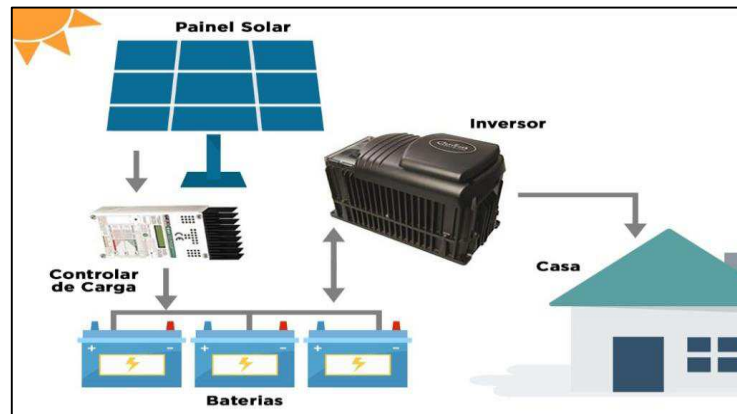 Painel Solar
Inversor
Controlar
de Carga
Casa
Baterias